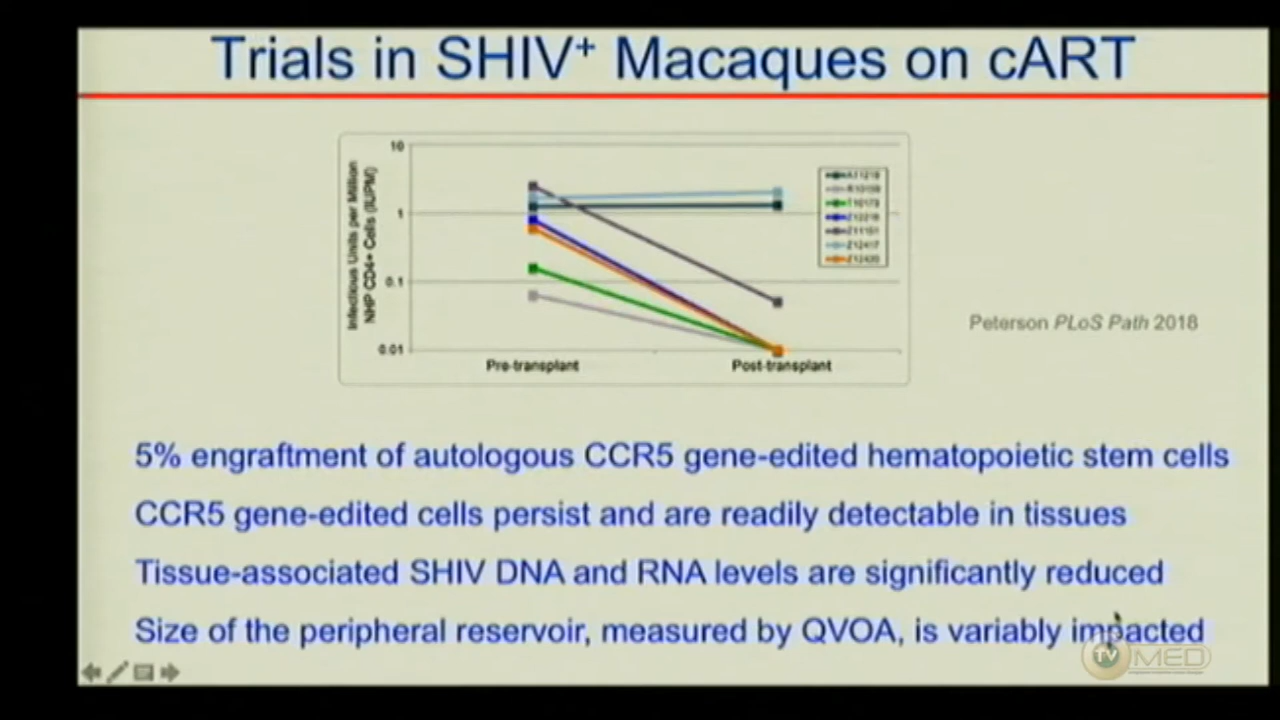 Trials in SHIV+ Macaques on cART
10
1
0.1
0.01
Infectious Units per Million
NHP CD4+ Cells (IUPM)
Pre-transplant
Post-transplant
Z12417
Z12420
Peterson PLoS Path 2018
5% engraftment of autologous CCR5 gene-edited hematopoietic stem cells
CCR5 gene-edited cells persist and are readily detectable in tissues
Tissue-associated SHIV DNA and RNA levels are significantly reduced
Size of the peripheral reservoir, measured by QVOA, is variably impacted
TV MED